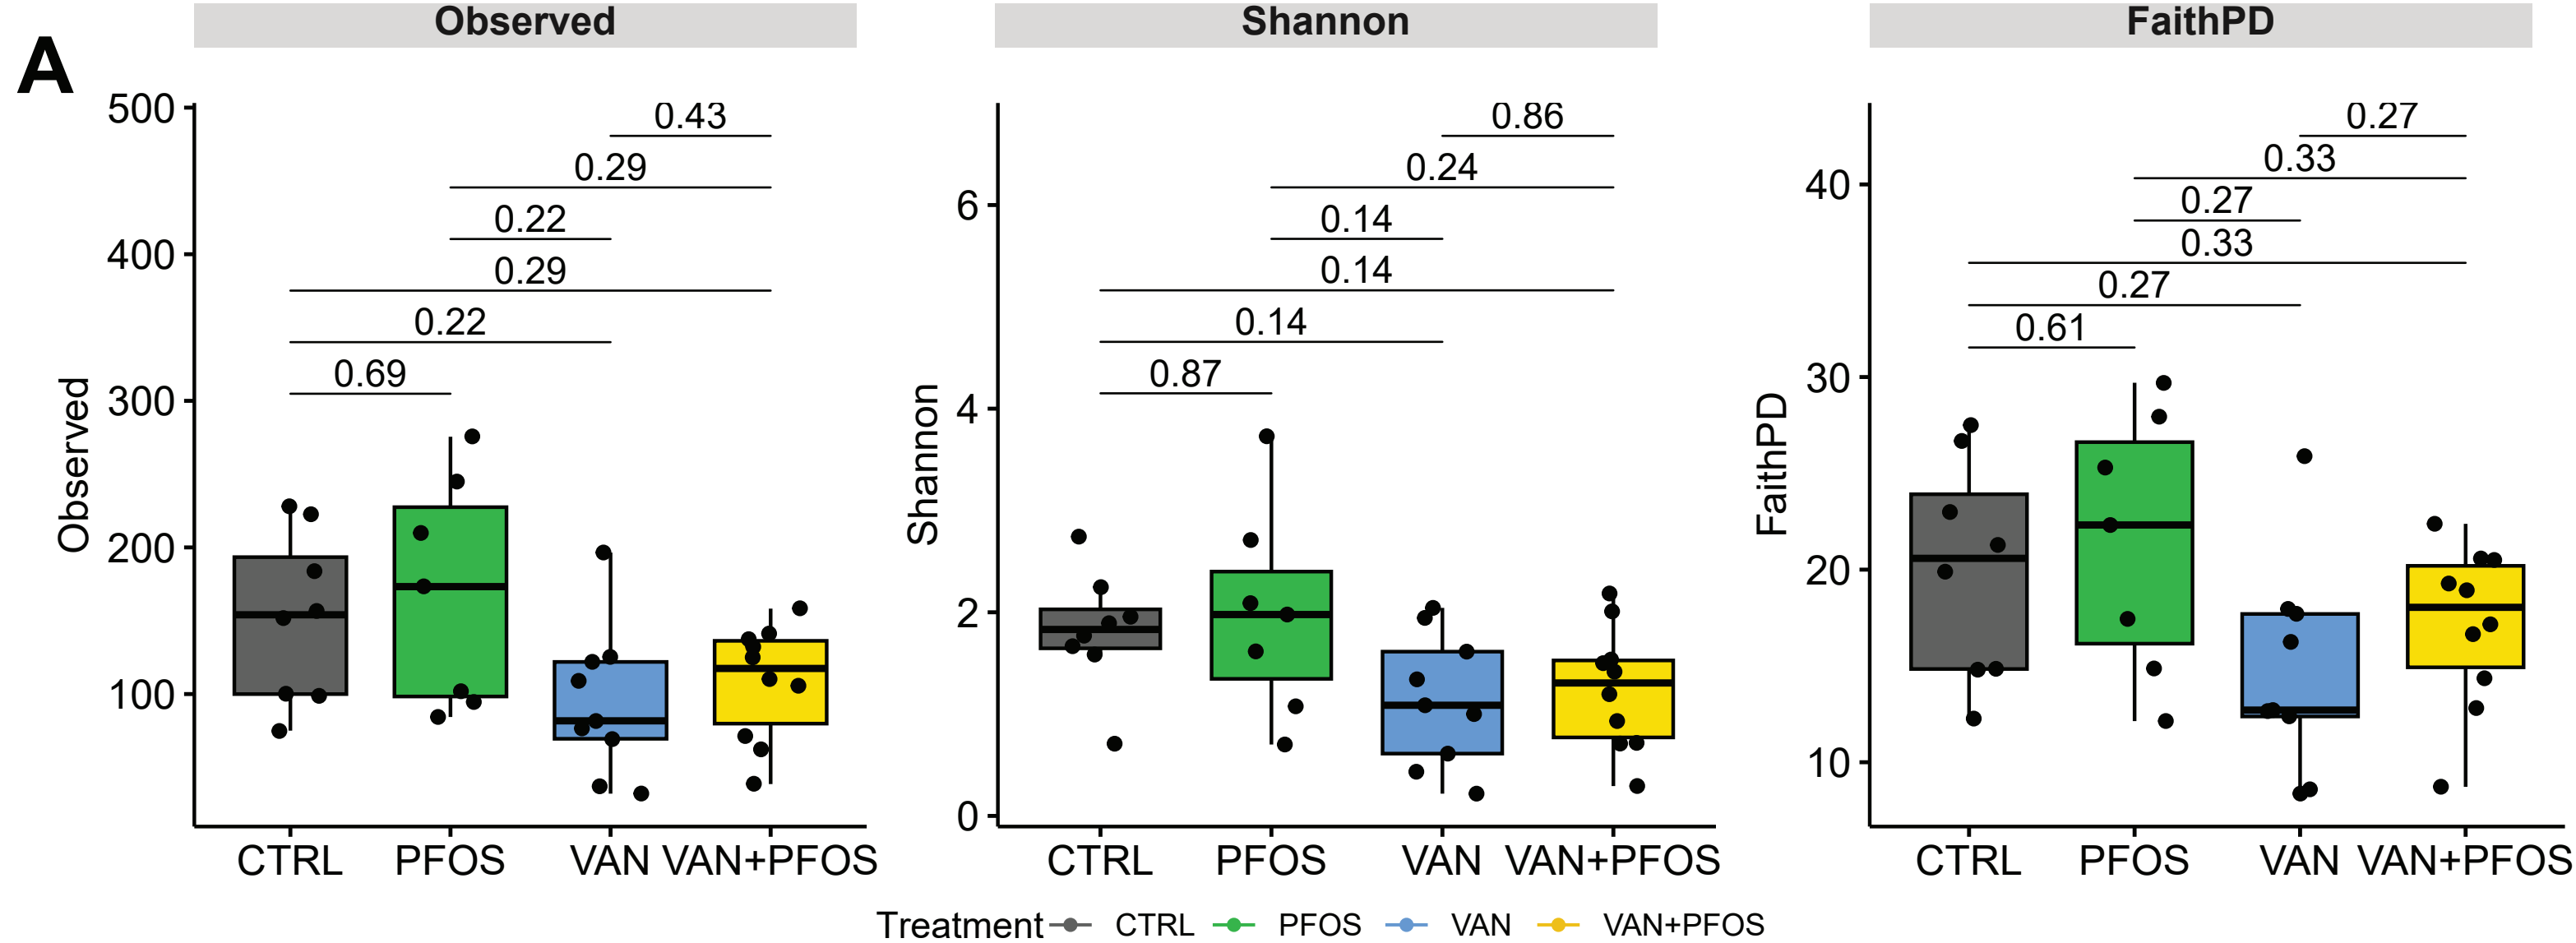 A
Observed
Shannon
FaithPD
500
400
300
200
100
Observed
0.43
0.29
0.22
0.29
0.22
0.69
CTRL PFOS VAN VAN+PFOS
6
4
2
0
Shannon
0.86
0.24
0.14
0.14
0.14
0.87
CTRL PFOS VAN VAN+PFOS
40
30
20
10
FaithPD
0.27
0.33
0.27
0.33
0.27
0.61
CTRL PFOS VAN VAN+PFOS
Treatment CTRL PFOS VAN VAN+PFOS